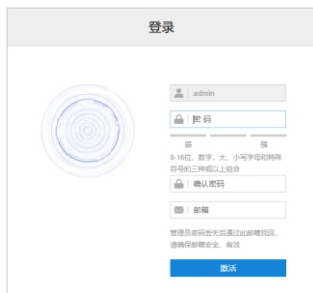 登录
admin
密 码
弱 强
8-16位，数字、大、小写字母和特殊
符号的三种或以上组合
确认密码
邮箱
管理员密码丢失后通过此邮箱找回，
请确保邮箱安全、有效
激活